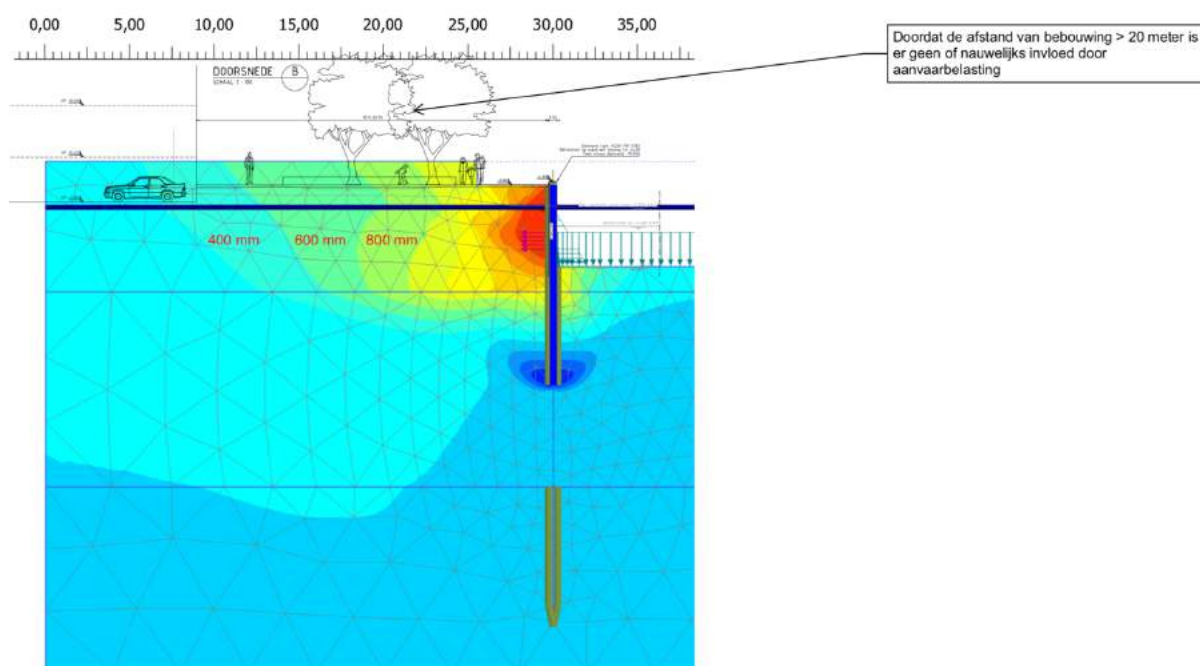 0,00 5,00 10,00 15,00 20,00 25,00 30,00 35,00
Doordat de afstand van bebouwing > 20 meter is
er geen of nauwelijks invloed door
aanvaarbelasting
DOORSNEDE B
400 mm 600 mm 800 mm